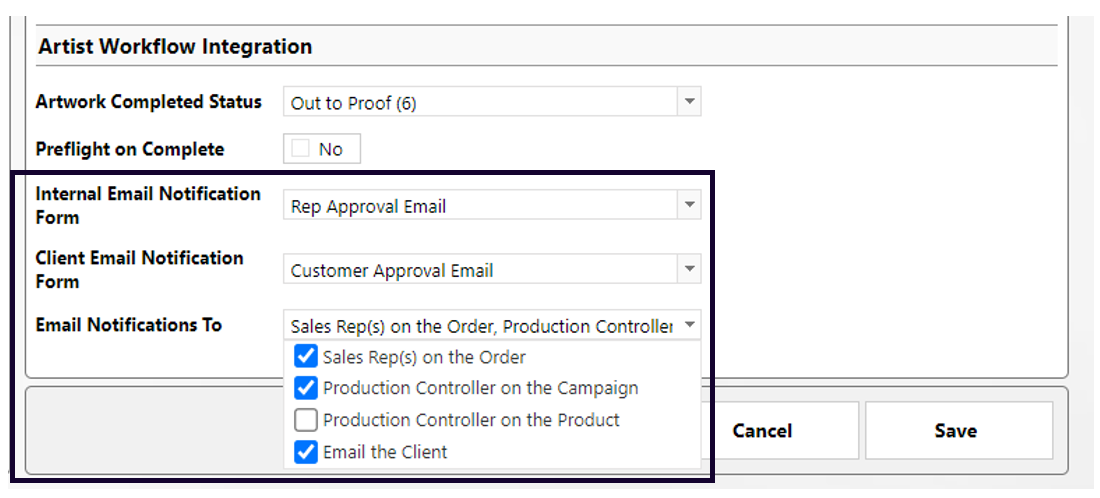 Artist Workflow Integration
Artwork Completed Status
Out to Proof (6)
Preflight on Complete
No
Internal Email Notification
Form
Rep Approval Email
Client Email Notification
Form
Customer Approval Email
Email Notifications To
Sales Rep(s) on the Order, Production Controller
Sales Rep(s) on the Order
Production Controller on the Campaign
Production Controller on the Product
Email the Client
Cancel
Save